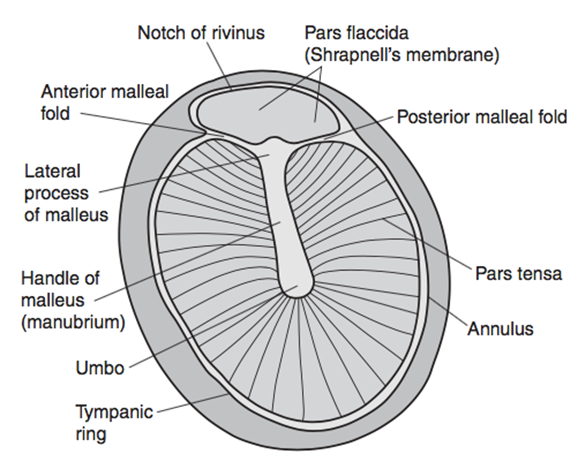 Notch of rivinus
Pars flaccida
(Shrapnell's membrane)
Anterior malleal
fold
Posterior malleal fold
Lateral
process
of malleus
Pars tensa
Handle of
malleus
(manubrium)
Annulus
Umbo
Tympanic
ring